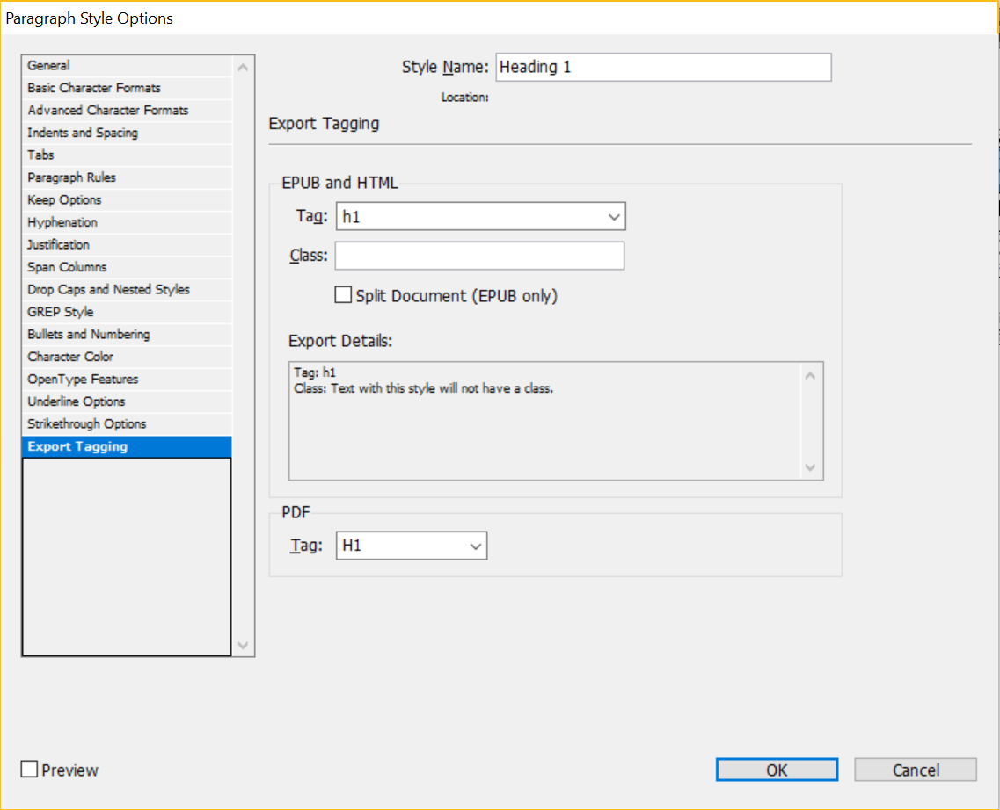 Paragraph Style Options
General
Basic Character Formats
Advanced Character Formats
Indents and Spacing
Tabs
Paragraph Rules
Keep Options
Hyphenation
Justification
Span Columns
Drop Caps and Nested Styles
GREP Style
Bullets and Numbering
Character Color
OpenType Features
Underline Options
Strikethrough Options
Export Tagging
Style Name: Heading 1
Location:
Export Tagging
EPUB and HTML
Tag: h1
Class:
Split Document (EPUB only)
Export Details:
Tag: h1
Class: Text with this style will not have a class.
PDF
Tag: H1
Preview
OK
Cancel